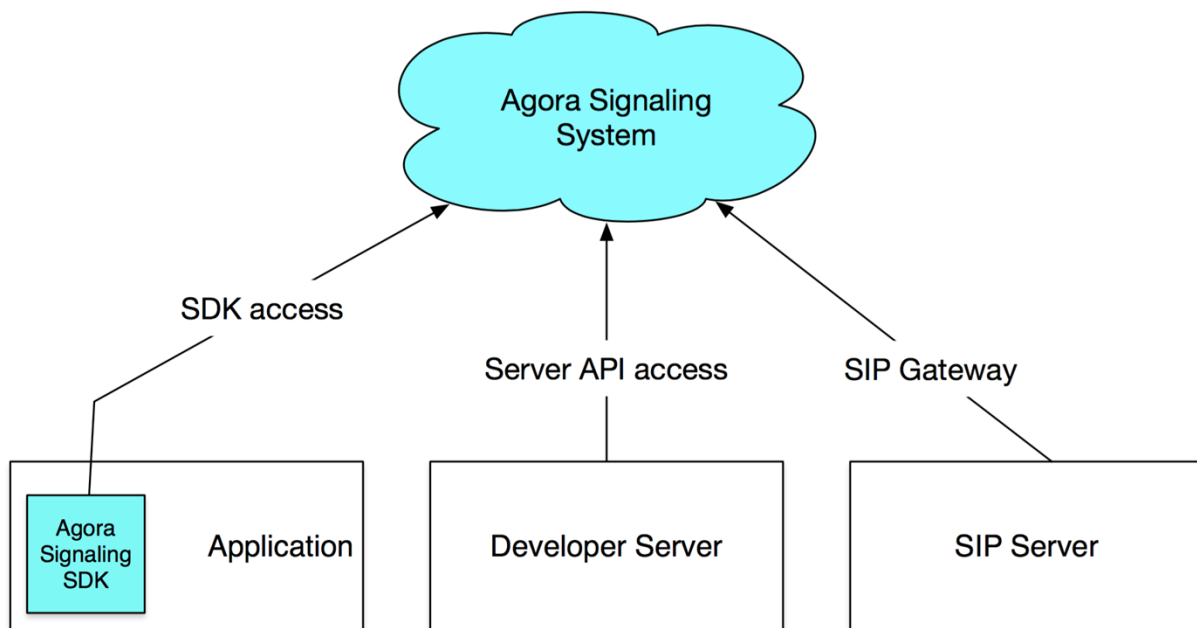 Agora Signaling
System
SDK access
Server API access
SIP Gateway
Agora
Signaling
SDK
Application
Developer Server
SIP Server